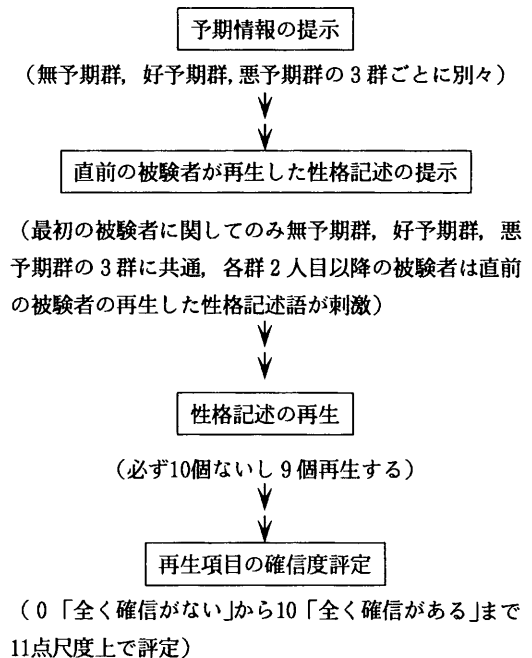 予期情報の提示
（無予期群，好予期群，悪予期群の３群ごとに別々）
直前の被験者が再生した性格記述の提示
（最初の被験者に関してのみ無予期群，好予期群，悪
予期群の３群に共通，各群２人目以降の被験者は直前
の被験者の再生した性格記述語が刺激）
性格記述の再生
（必ず10個ないし９個再生する）
再生項目の確信度評定
（０「全く確信がない」から10「全く確信がある」まで
11点尺度上で評定）